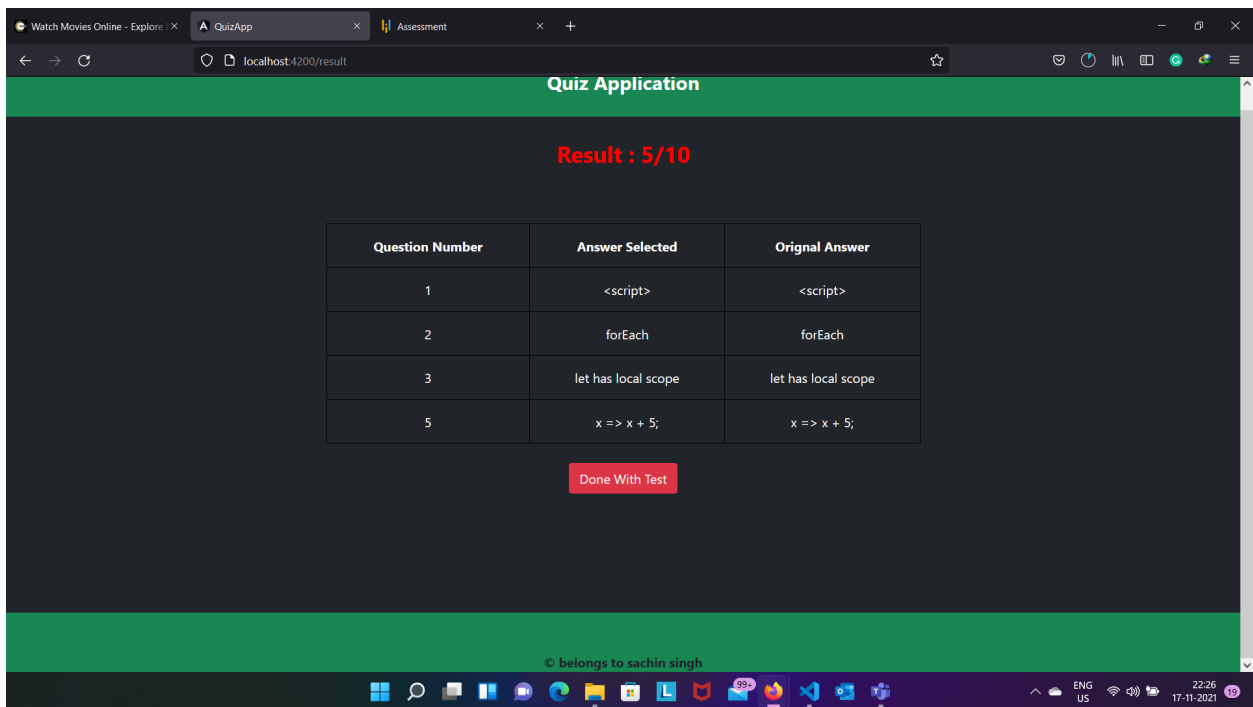 Watch Movies Online - Explore
QuizApp
Assessment
localhost:4200/result
Quiz Application
Result : 5/10
Question Number Answer Selected Orignal Answer
1 <script> <script>
2 forEach forEach
3 let has local scope let has local scope
5 x => x + 5; x => x + 5;
Done With Test
© belongs to sachin singh
99+
ENG
US
22:26
17-11-2021
19